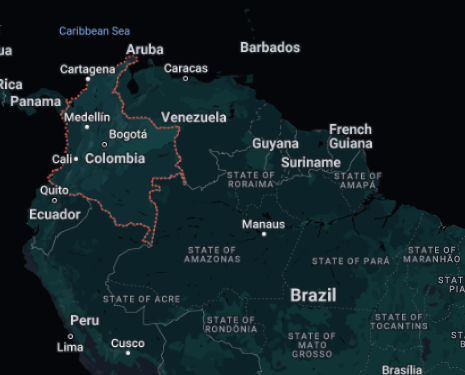 Caribbean Sea
Aruba
Barbados
ua
Cartagena
Caracas
Rica
Panama
Medellín
Venezuela
Bogotá
French
Guiana
Guyana
Suriname
Cali
Colombia
STATE OF
RORAIMA
STATE OF
AMAPÁ
Quito
Ecuador
Manaus
STATE OF
AMAZONAS
STATE OF PARÁ
STATE OF
MARANHÃO
STAT
PIA
STATE OF ACRE
Brazil
Peru
STATE OF
RONDÔNIA
STATE OF
TOCANTINS
Lima
Cusco
STATE OF
MATO
GROSSO
S
B
Brasília